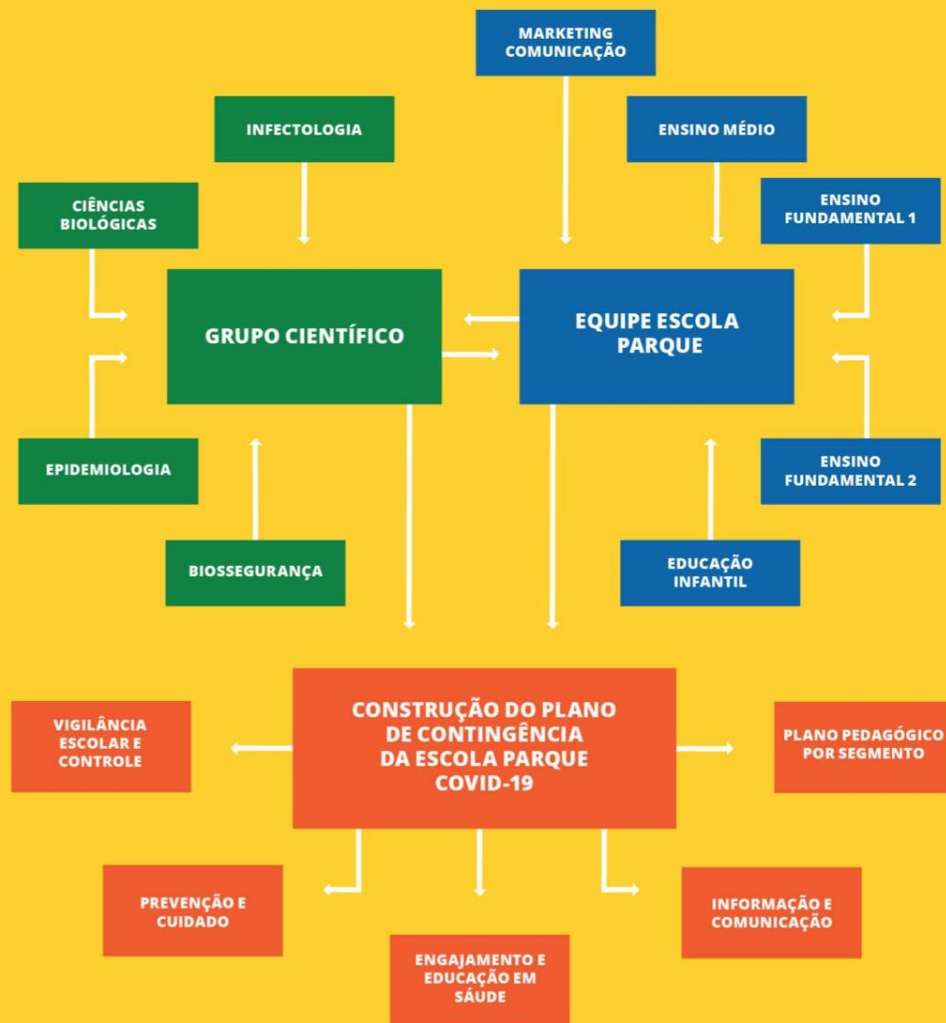 MARKETING
COMUNICAÇÃO
INFECTOLOGIA
ENSINO MÉDIO
CIÊNCIAS
BIOLÓGICAS
ENSINO
FUNDAMENTAL 1
GRUPO CIENTÍFICO
EQUIPE ESCOLA
PARQUE
EPIDEMIOLOGIA
ENSINO
FUNDAMENTAL 2
BIOSSEGURANÇA
EDUCAÇÃO
INFANTIL
CONSTRUÇÃO DO PLANO
DE CONTINGÊNCIA
DA ESCOLA PARQUE
COVID-19
VIGILÂNCIA
ESCOLAR E
CONTROLE
PLANO PEDAGÓGICO
POR SEGMENTO
PREVENÇÃO E
CUIDADO
INFORMAÇÃO E
COMUNICAÇÃO
ENGAJAMENTO E
EDUCAÇÃO EM
SÁUDE